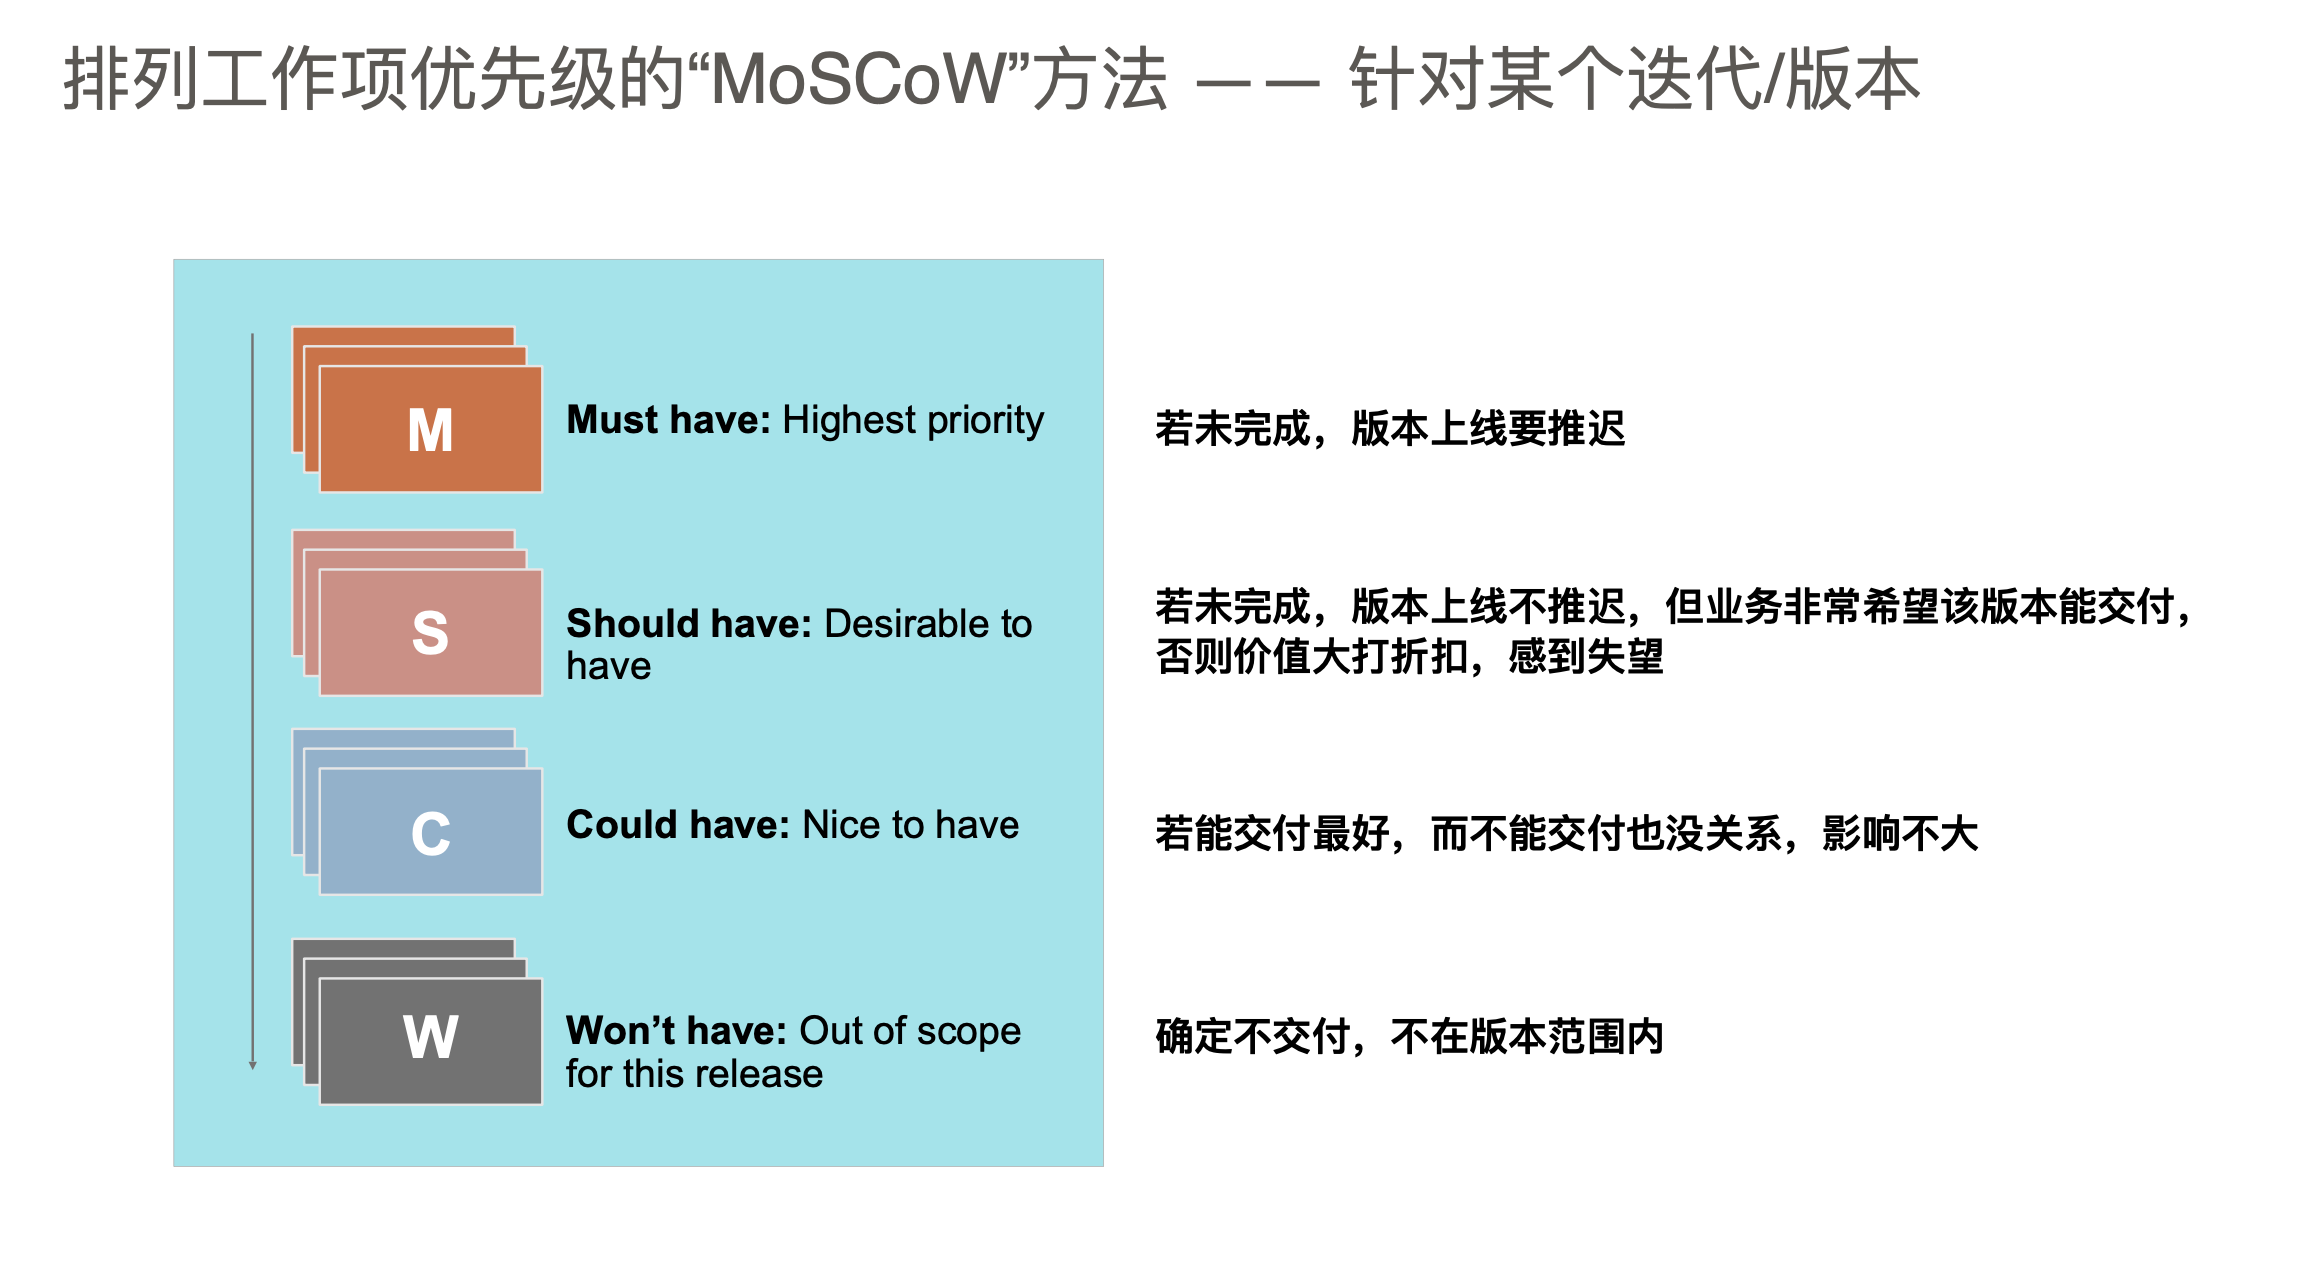 排列工作项优先级的“MoSCoW”方法 —— 针对某个迭代/版本
M
Must have: Highest priority
若未完成，版本上线要推迟
S
Should have: Desirable to
have
若未完成，版本上线不推迟，但业务非常希望该版本能交付，
否则价值大打折扣，感到失望
C
Could have: Nice to have
若能交付最好，而不能交付也没关系，影响不大
W
Won’t have: Out of scope
for this release
确定不交付，不在版本范围内